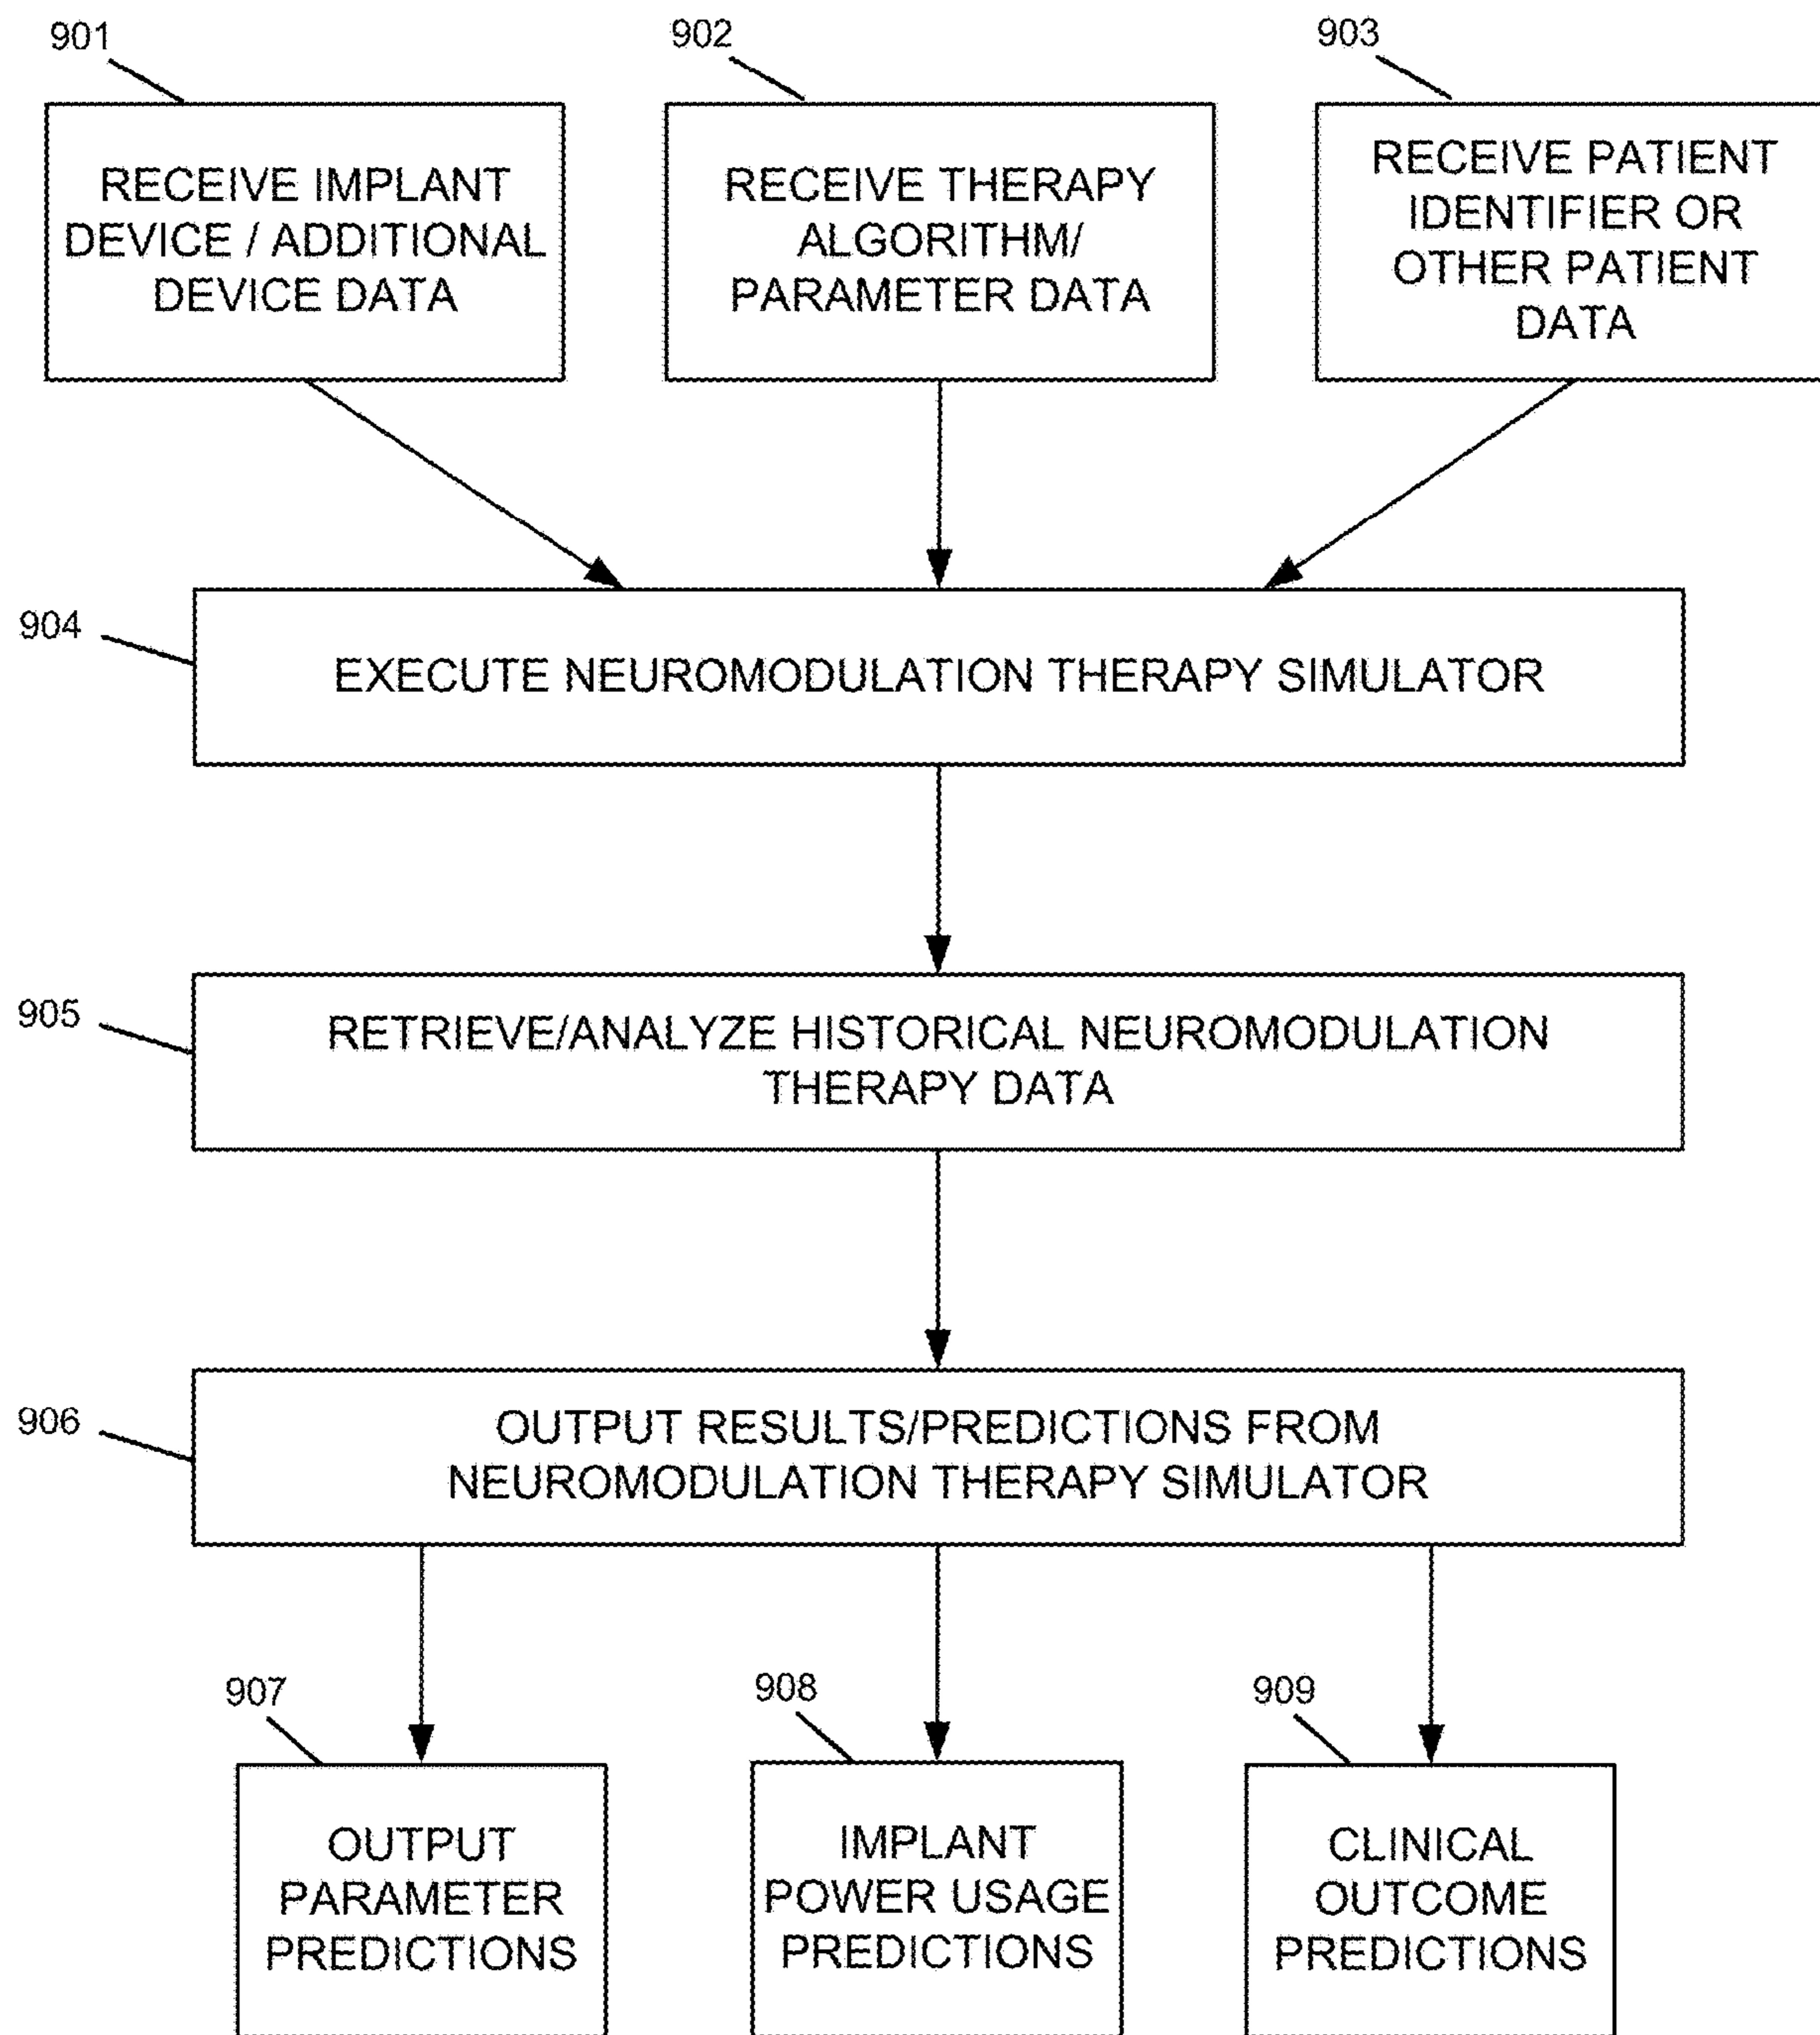 901
902
903
RECEIVE IMPLANT
DEVICE / ADDITIONAL
DEVICE DATA
RECEIVE THERAPY
ALGORITHM/
PARAMETER DATA
RECEIVE PATIENT
IDENTIFIER OR
OTHER PATIENT
DATA
904
EXECUTE NEUROMODULATION THERAPY SIMULATOR
905
RETRIEVE/ANALYZE HISTORICAL NEUROMODULATION
THERAPY DATA
906
OUTPUT RESULTS/PREDICTIONS FROM
NEUROMODULATION THERAPY SIMULATOR
907
908
909
OUTPUT
PARAMETER
PREDICTIONS
IMPLANT
POWER USAGE
PREDICTIONS
CLINICAL
OUTCOME
PREDICTIONS